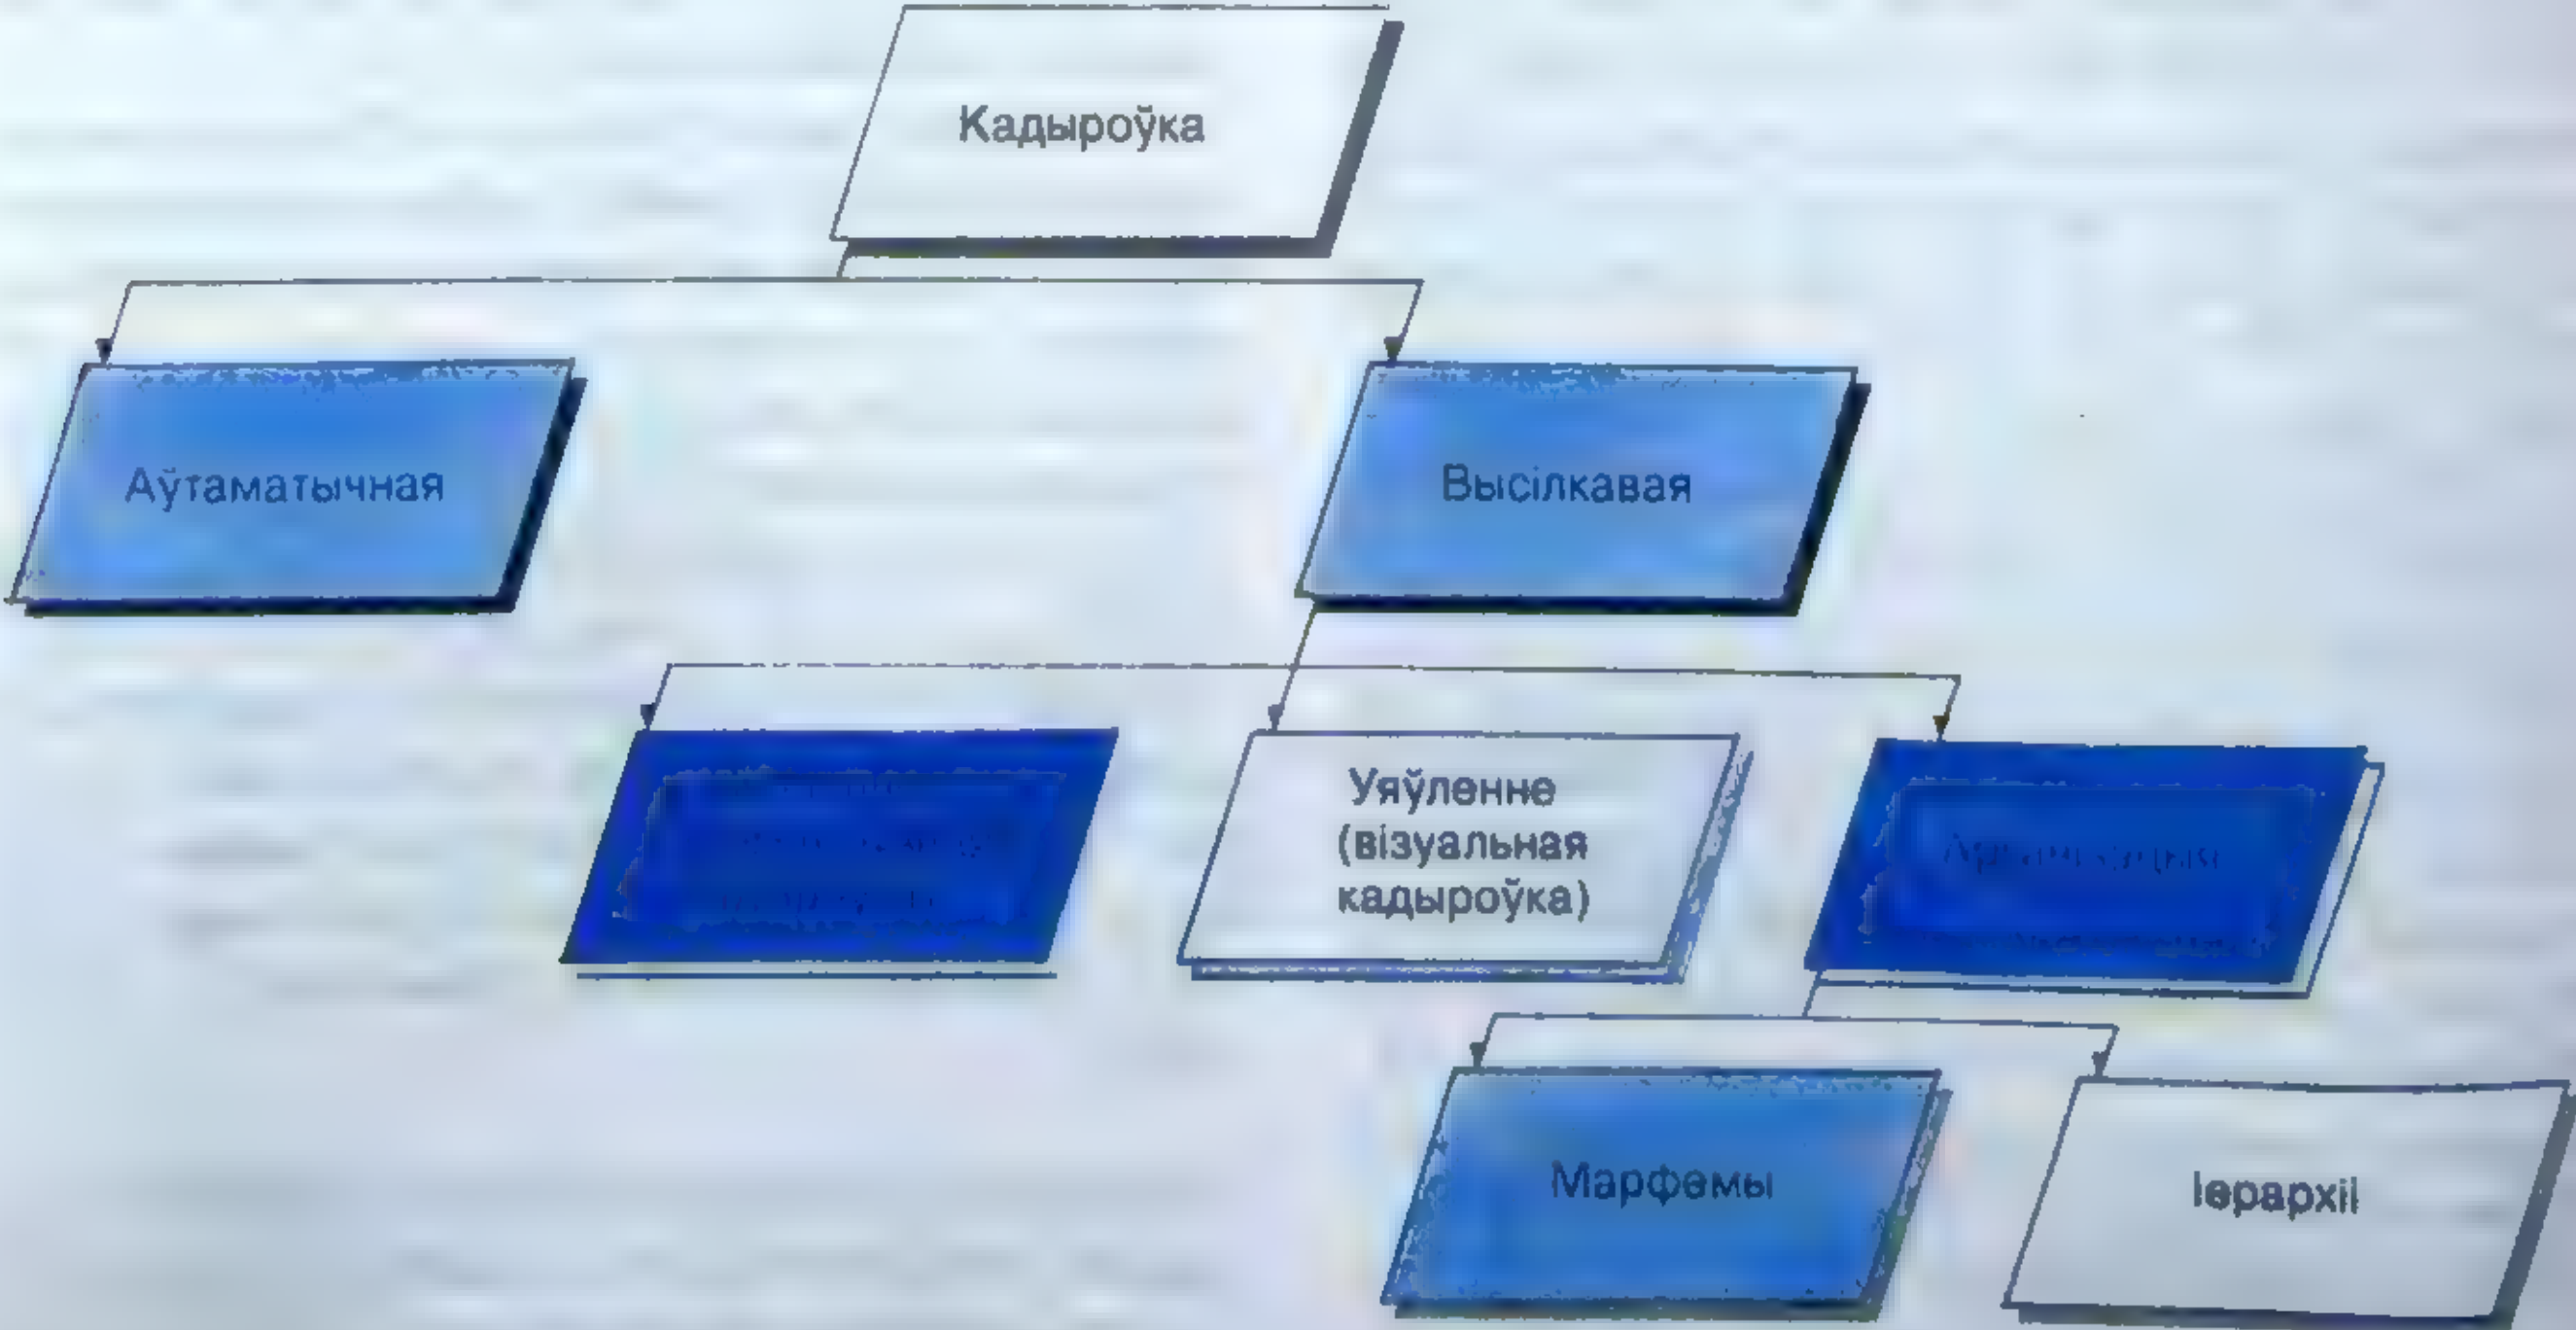 Кадыроўка
Аўтаматычная
Высілкавая
Уяўленне
(візуальная
кадыроўка)
Марфемы
Іерархіі